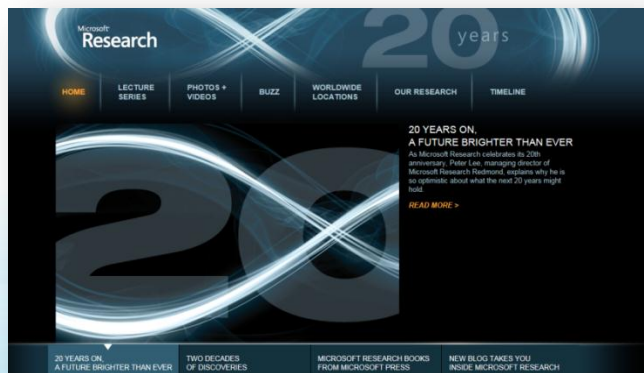 Microsoft
Research
20 years
HOME
LECTURE
SERIES
PHOTOS +
VIDEOS
BUZZ
WORLDWIDE
LOCATIONS
OUR RESEARCH
TIMELINE
20
20 YEARS ON,
A FUTURE BRIGHTER THAN EVER
As Microsoft Research celebrates its 20th
anniversary, Peter Lee, managing director of
Microsoft Research Redmond, explains why he is
so optimistic about what the next 20 years might
hold.
READ MORE >
20 YEARS ON,
A FUTURE BRIGHTER THAN EVER
TWO DECADES
OF DISCOVERIES
MICROSOFT RESEARCH BOOKS
FROM MICROSOFT PRESS
NEW BLOG TAKES YOU
INSIDE MICROSOFT RESEARCH